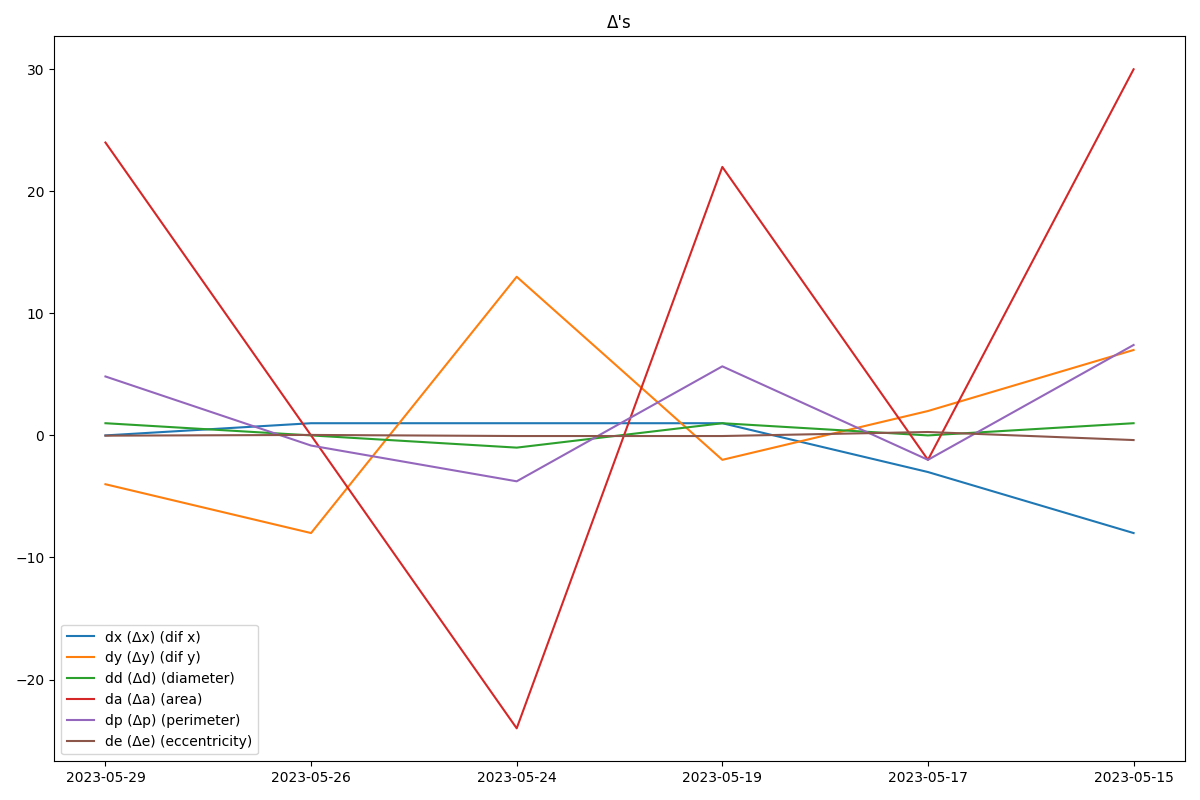 Δ's
30
20
10
0
−10
−20
dx (Δx) (dif x)
dy (Δy) (dif y)
dd (Δd) (diameter)
da (Δa) (area)
dp (Δp) (perimeter)
de (Δe) (eccentricity)
2023-05-29 2023-05-26 2023-05-24 2023-05-19 2023-05-17 2023-05-15